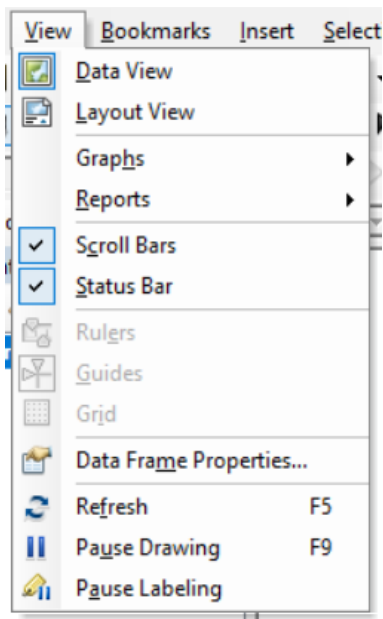 View Bookmarks Insert Select
Data View
Layout View
Graphs
Reports
Scroll Bars
Status Bar
Rulers
Guides
Grid
Data Frame Properties...
Refresh F5
Pause Drawing F9
Pause Labeling